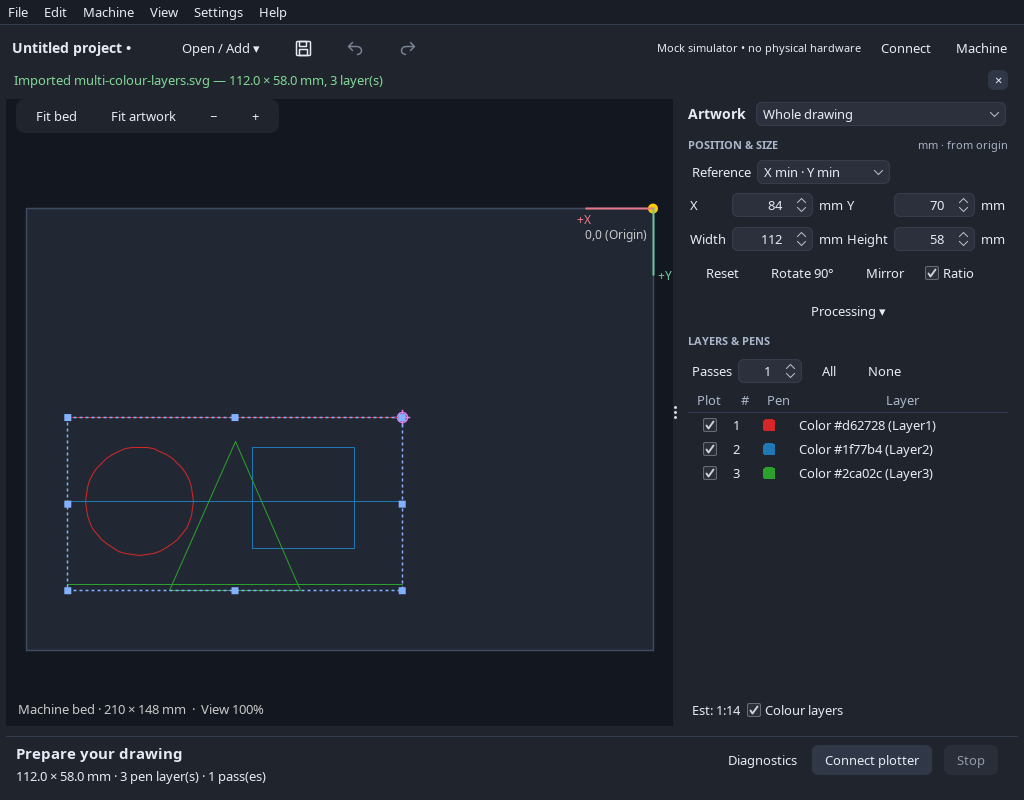 File Edit Machine View Settings Help
Untitled project • Open / Add ▾ Mock simulator • no physical hardware Connect Machine
Imported multi-colour-layers.svg — 112.0 × 58.0 mm, 3 layer(s) ×
Fit bed Fit artwork − +
+X
0,0 (Origin)
+Y
Machine bed · 210 × 148 mm · View 100%
Artwork Whole drawing
POSITION & SIZE mm · from origin
Reference X min · Y min
X 84 mm Y 70 mm
Width 112 mm Height 58 mm
Reset Rotate 90° Mirror Ratio
Processing ▾
LAYERS & PENS
Passes 1 All None
Plot # Pen Layer
1 Color #d62728 (Layer1)
2 Color #1f77b4 (Layer2)
3 Color #2ca02c (Layer3)
Est: 1:14 Colour layers
Prepare your drawing
112.0 × 58.0 mm · 3 pen layer(s) · 1 pass(es)
Diagnostics Connect plotter Stop